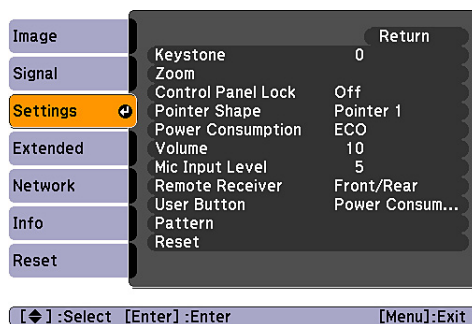 Image
Signal
Settings
Extended
Network
Info
Reset
Return
Keystone 0
Zoom
Control Panel Lock Off
Pointer Shape Pointer 1
Power Consumption ECO
Volume 10
Mic Input Level 5
Remote Receiver Front/Rear
User Button Power Consum...
Pattern
Reset
[◆] :Select [Enter] :Enter [Menu]:Exit